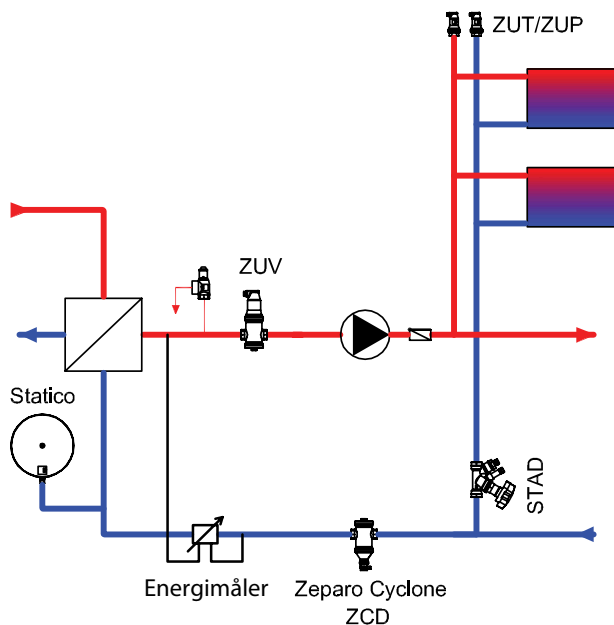 ZUT/ZUP
ZUV
Statico
STAD
Energimåler
Zeparo Cyclone
ZCD